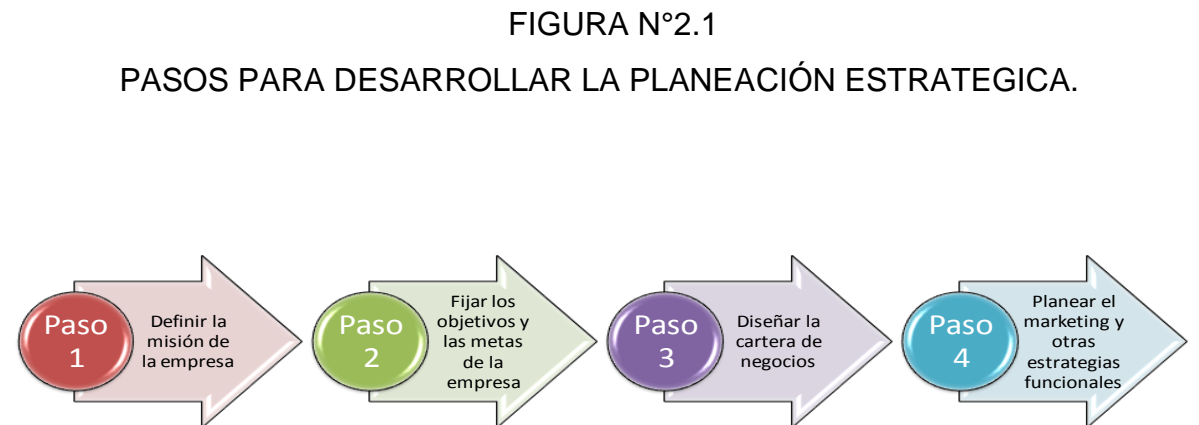 FIGURA N°2.1
PASOS PARA DESARROLLAR LA PLANEACIÓN ESTRATEGICA.
Paso
1
Definir la
misión de
la empresa
Paso
2
Fijar los
objetivos y
las metas
de la
empresa
Paso
3
Diseñar la
cartera de
negocios
Paso
4
Planear el
marketing y
otras
estrategias
funcionales